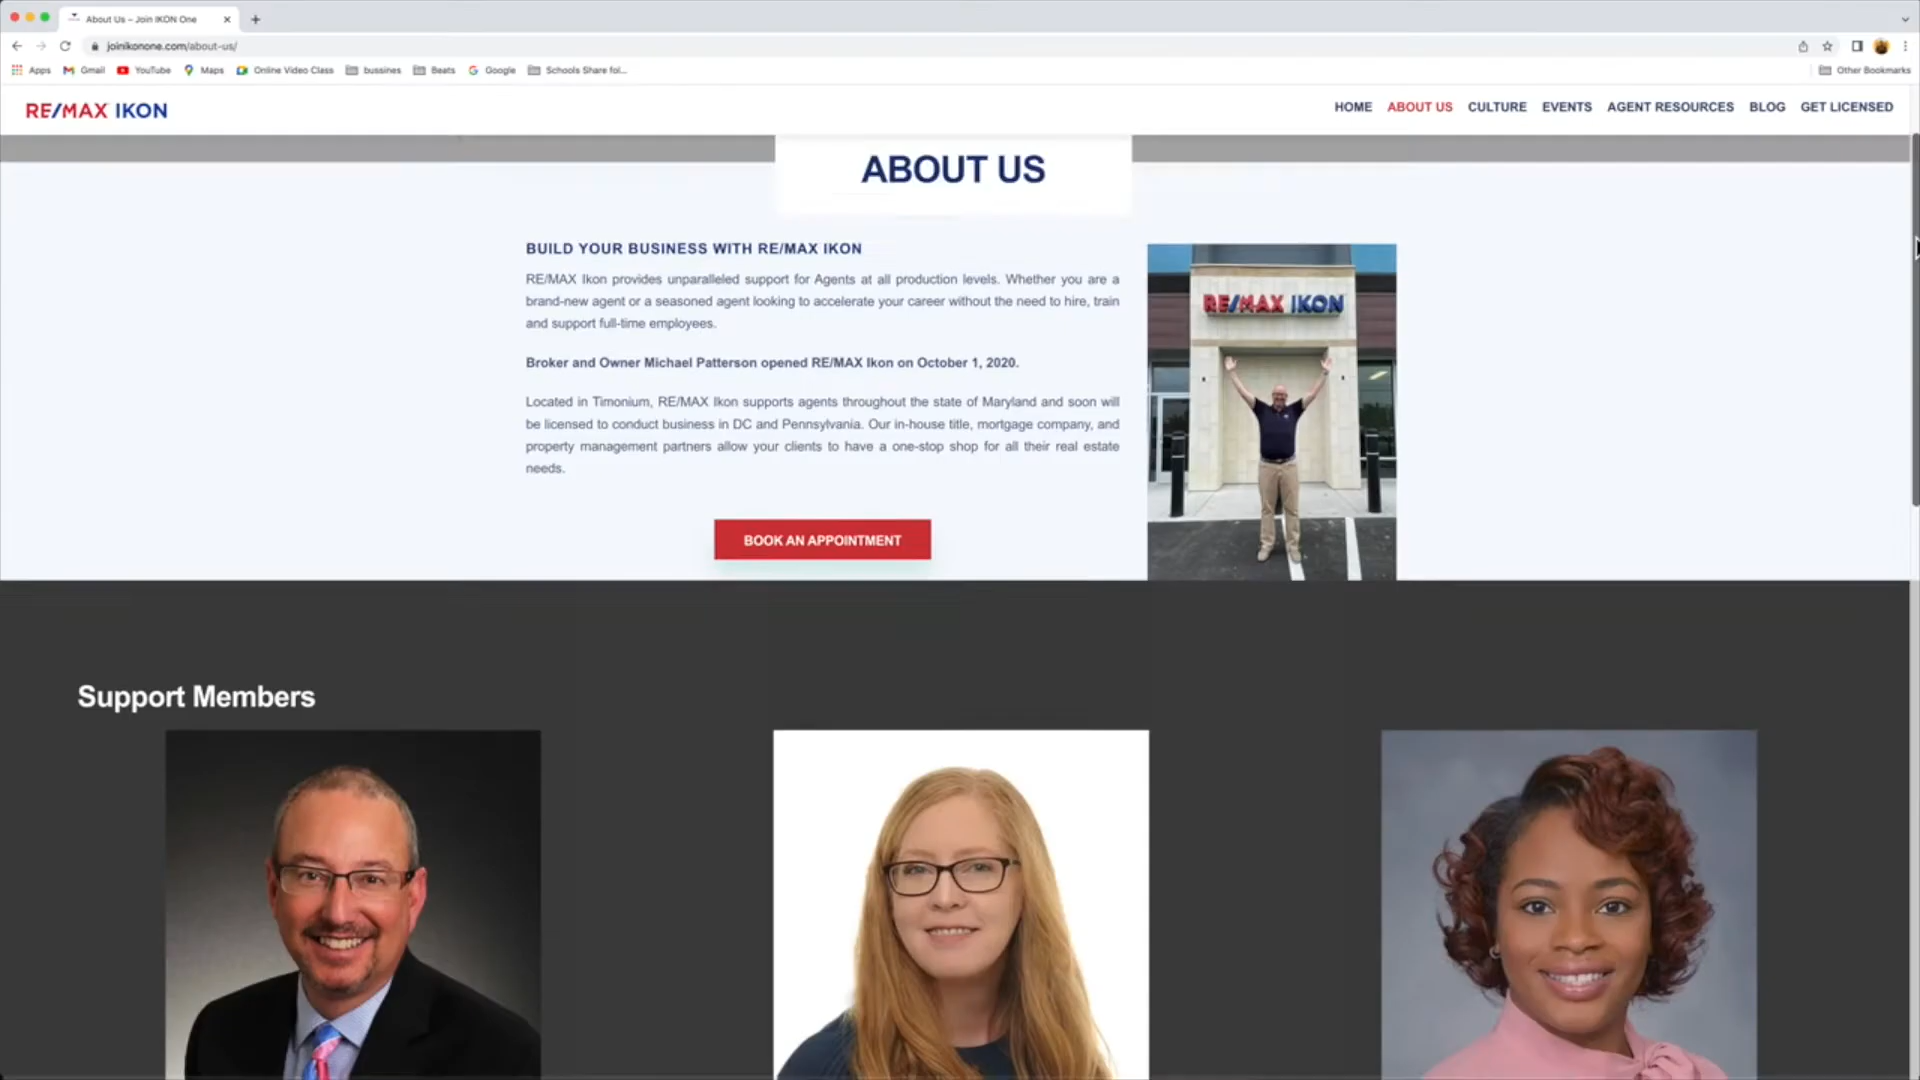 About Us – Join IKON One
joinikonone.com/about-us/
Apps Gmail YouTube Maps Online Video Class bussines Beats Google Schools Share fol... Other Bookmarks
RE/MAX IKON HOME ABOUT US CULTURE EVENTS AGENT RESOURCES BLOG GET LICENSED
ABOUT US
BUILD YOUR BUSINESS WITH RE/MAX IKON
RE/MAX Ikon provides unparalleled support for Agents at all production levels. Whether you are a
brand-new agent or a seasoned agent looking to accelerate your career without the need to hire, train
and support full-time employees.
Broker and Owner Michael Patterson opened RE/MAX Ikon on October 1, 2020.
Located in Timonium, RE/MAX Ikon supports agents throughout the state of Maryland and soon will
be licensed to conduct business in DC and Pennsylvania. Our in-house title, mortgage company, and
property management partners allow your clients to have a one-stop shop for all their real estate
needs.
BOOK AN APPOINTMENT
RE/MAX IKON
Support Members